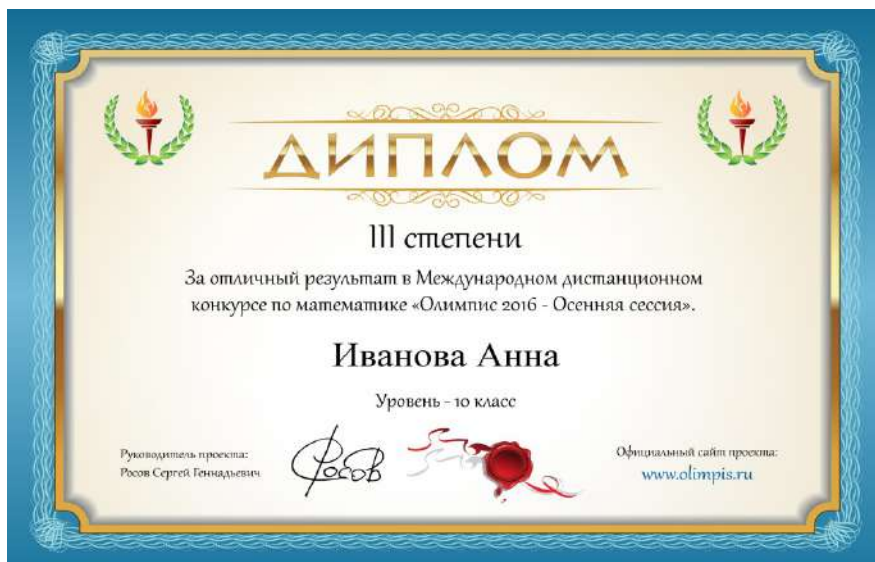 ДИПЛОМ
III степени
За отличный результат в Международном дистанционном
конкурсе по математике «Олимпис 2016 - Осенняя сессия».
Иванова Анна
Уровень - 10 класс
Руководитель проекта:
Росов Сергей Геннадьевич
Росов
Официальный сайт проекта:
www.olimpis.ru